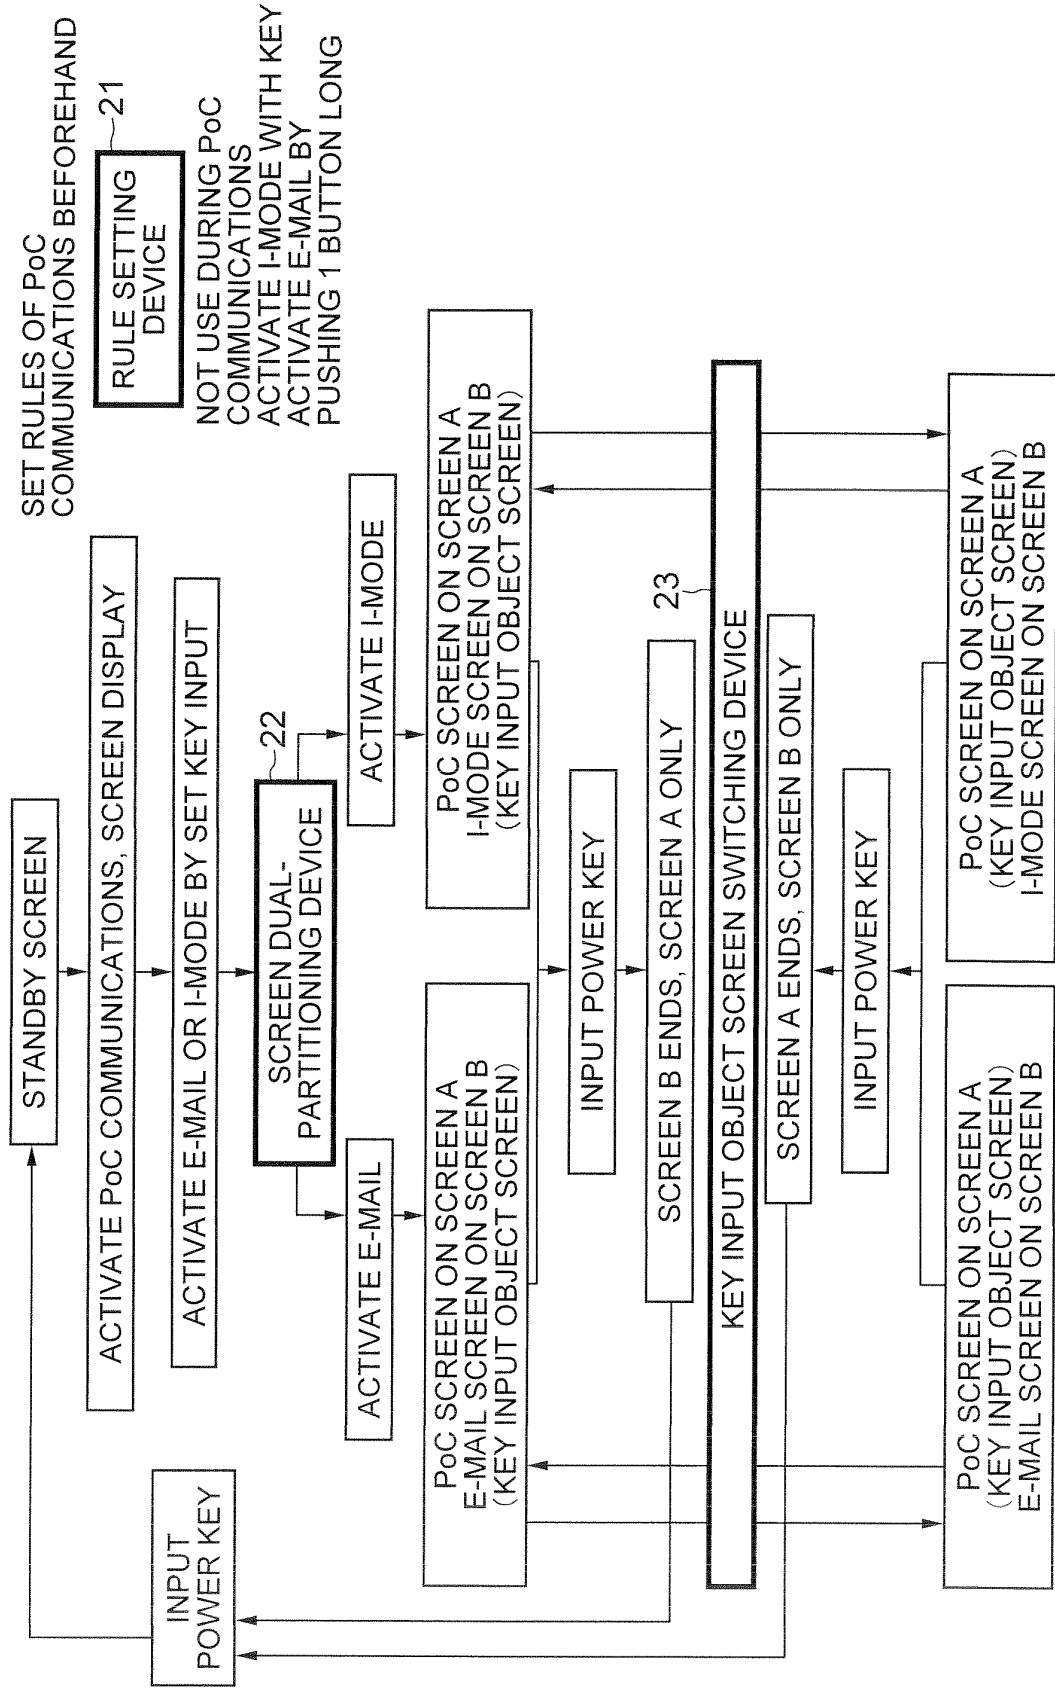 SET RULES OF PoC
COMMUNICATIONS BEFOREHAND
RULE SETTING
DEVICE
21
NOT USE DURING PoC
COMMUNICATIONS
ACTIVATE I-MODE WITH KEY
ACTIVATE E-MAIL BY
PUSHING 1 BUTTON LONG
STANDBY SCREEN
ACTIVATE PoC COMMUNICATIONS, SCREEN DISPLAY
ACTIVATE E-MAIL OR I-MODE BY SET KEY INPUT
SCREEN DUAL-
PARTITIONING DEVICE
22
INPUT
POWER KEY
ACTIVATE E-MAIL
ACTIVATE I-MODE
PoC SCREEN ON SCREEN A
E-MAIL SCREEN ON SCREEN B
(KEY INPUT OBJECT SCREEN)
PoC SCREEN ON SCREEN A
I-MODE SCREEN ON SCREEN B
(KEY INPUT OBJECT SCREEN)
INPUT POWER KEY
SCREEN B ENDS, SCREEN A ONLY
23
KEY INPUT OBJECT SCREEN SWITCHING DEVICE
SCREEN A ENDS, SCREEN B ONLY
INPUT POWER KEY
PoC SCREEN ON SCREEN A
(KEY INPUT OBJECT SCREEN)
E-MAIL SCREEN ON SCREEN B
PoC SCREEN ON SCREEN A
(KEY INPUT OBJECT SCREEN)
I-MODE SCREEN ON SCREEN B